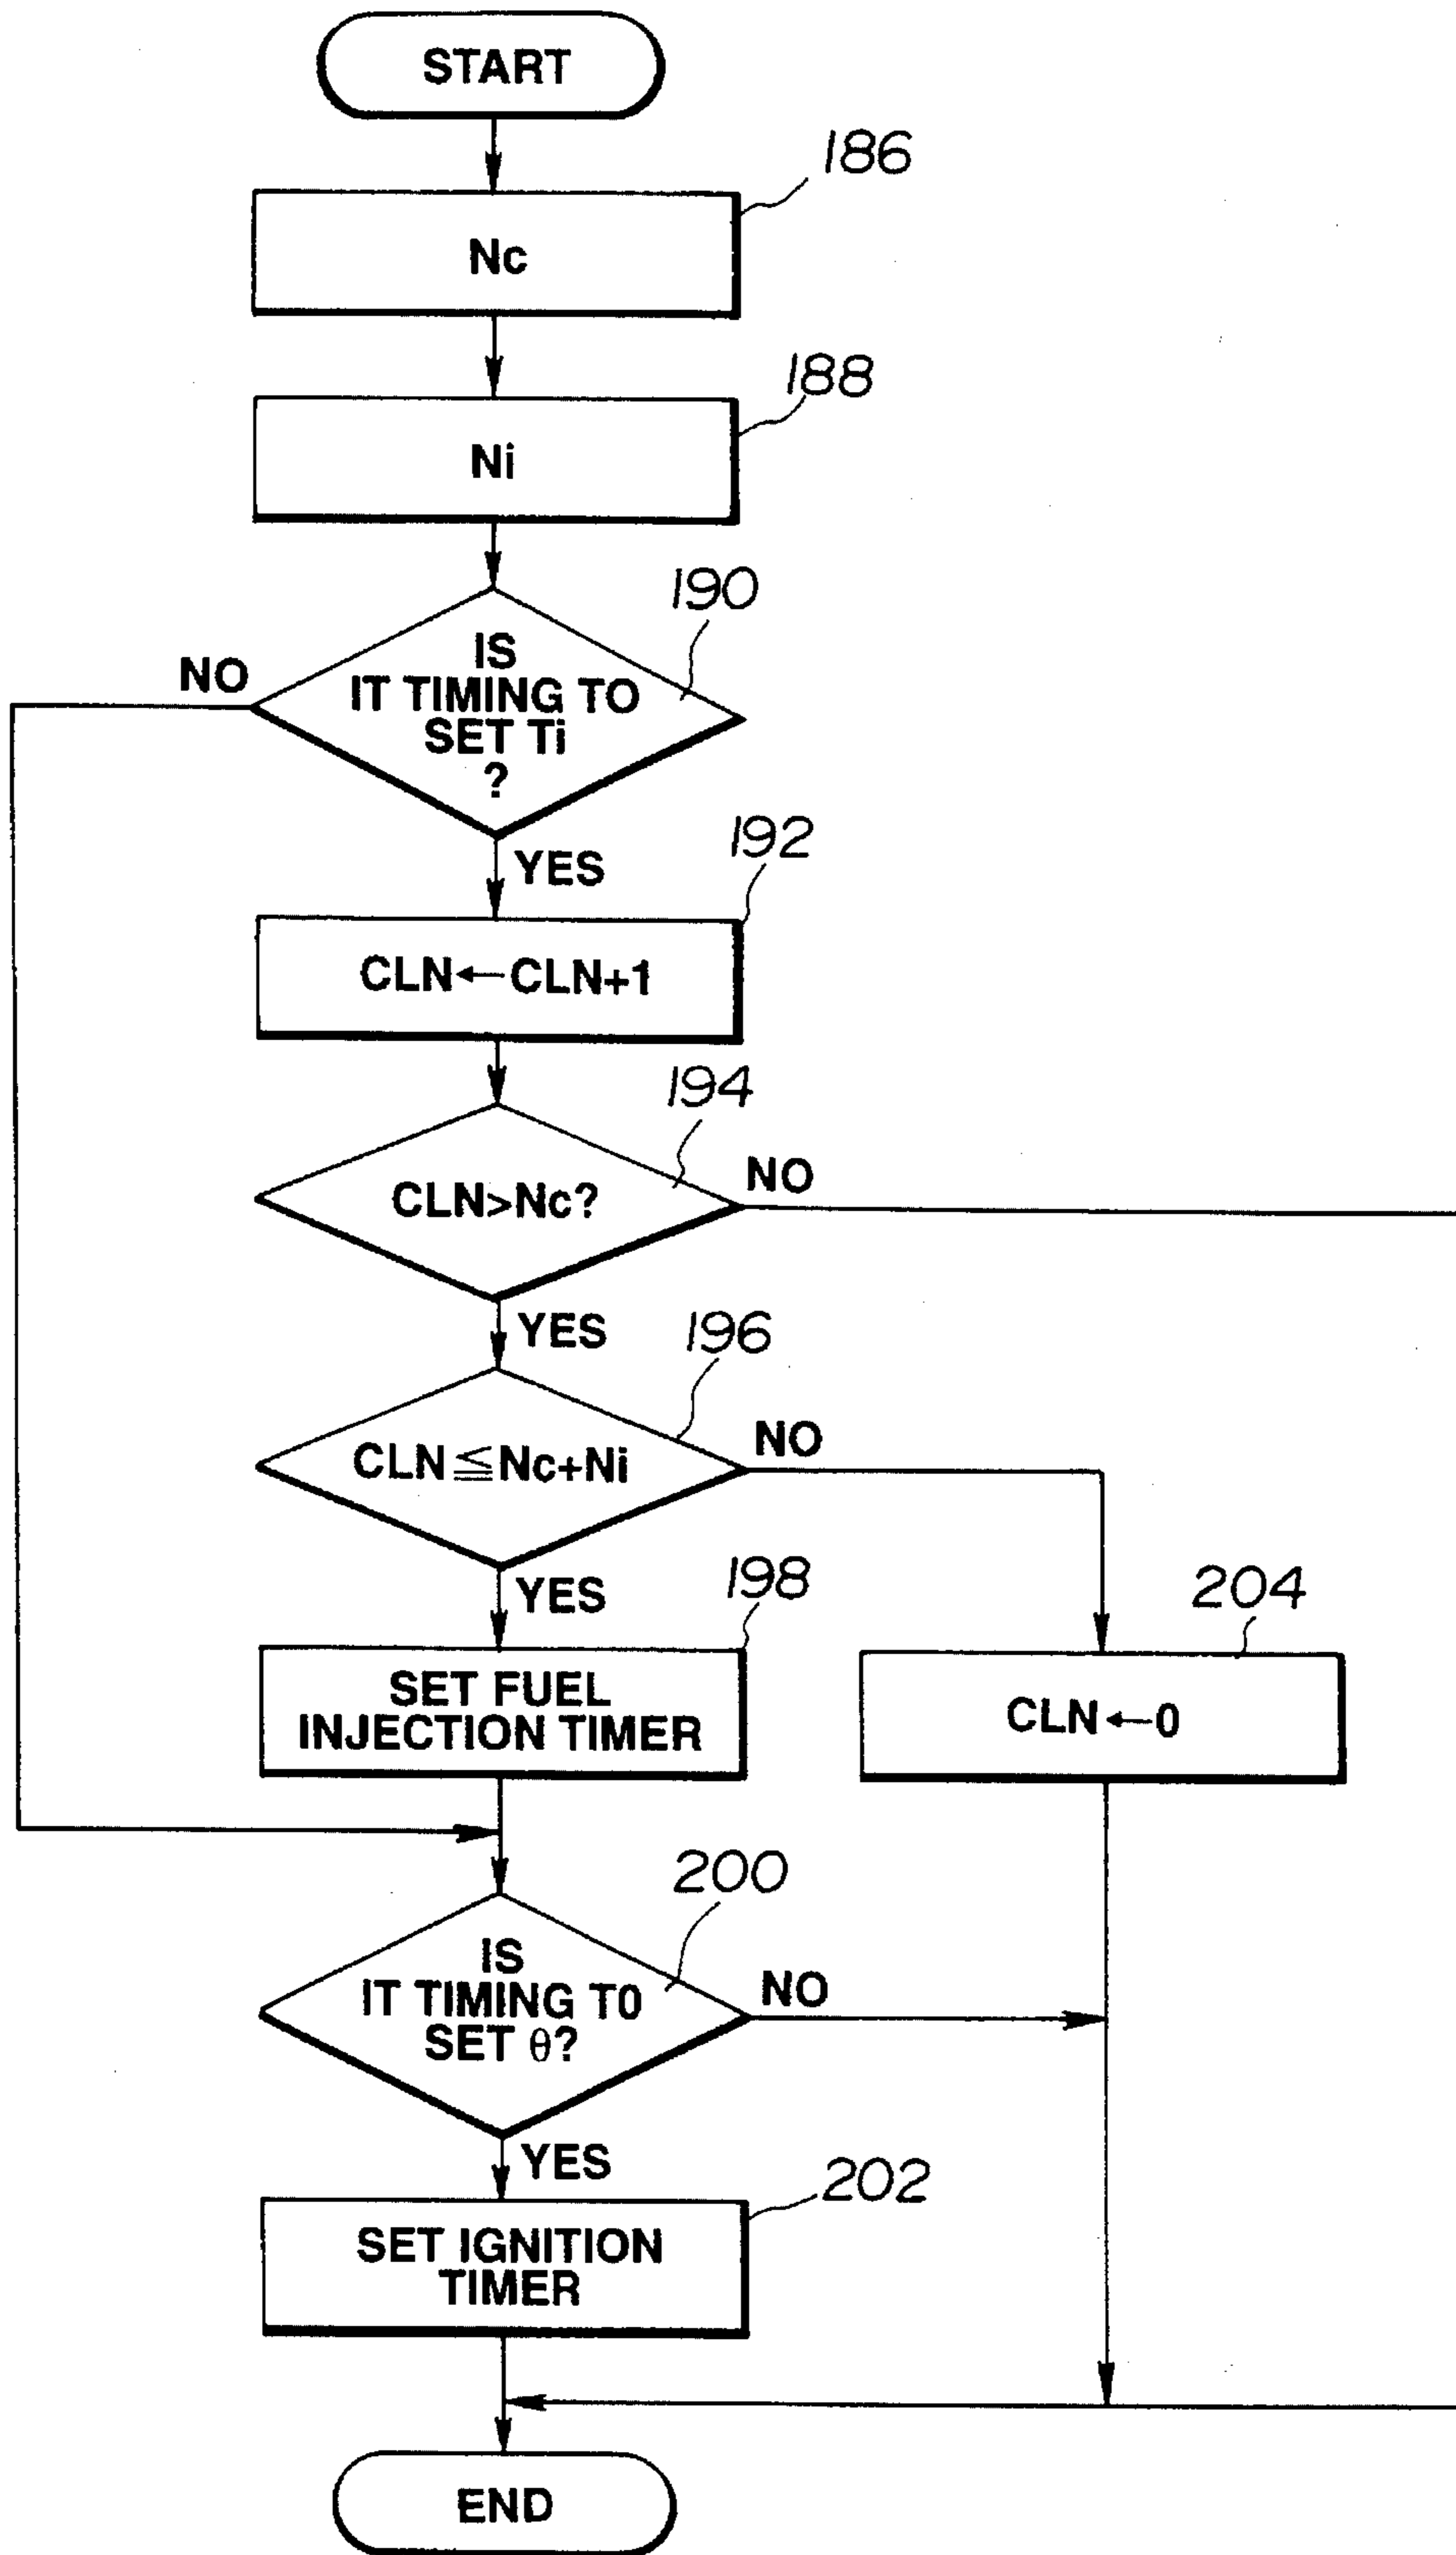 START
186
Nc
188
Ni
190
NO
IS
IT TIMING TO
SET Ti
?
YES
192
CLN←CLN+1
194
CLN>Nc?
NO
YES
196
CLN≦Nc+Ni
NO
YES
198
SET FUEL
INJECTION TIMER
204
CLN←0
200
IS
IT TIMING T0
SET θ?
NO
YES
202
SET IGNITION
TIMER
END